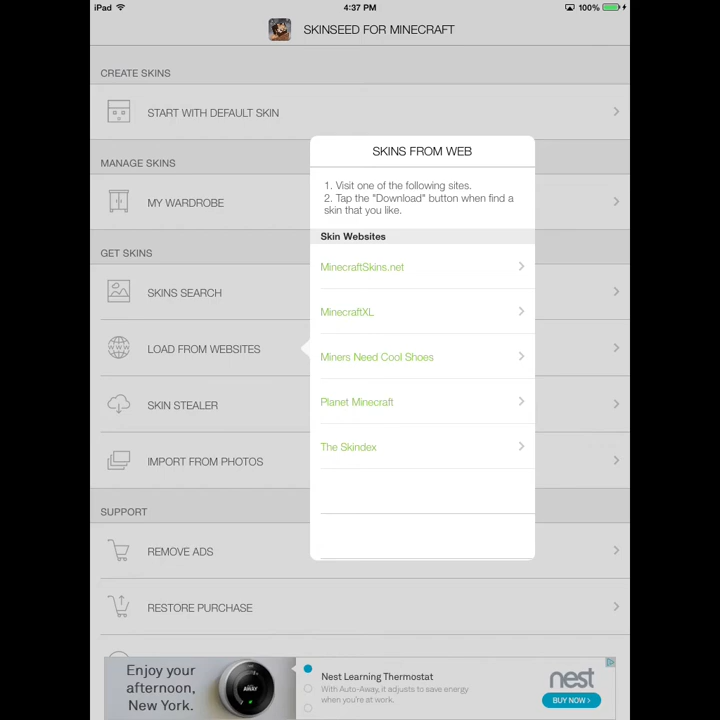 iPad
4:37 PM
100%
SKINSEED FOR MINECRAFT
CREATE SKINS
START WITH DEFAULT SKIN
MANAGE SKINS
MY WARDROBE
GET SKINS
SKINS SEARCH
WWW
LOAD FROM WEBSITES
SKIN STEALER
IMPORT FROM PHOTOS
SUPPORT
REMOVE ADS
RESTORE PURCHASE
SKINS FROM WEB
1. Visit one of the following sites.
2. Tap the "Download" button when find a
skin that you like.
Skin Websites
MinecraftSkins.net
MinecraftXL
Miners Need Cool Shoes
Planet Minecraft
The Skindex
Enjoy your
afternoon,
New York.
AWAY
Nest Learning Thermostat
With Auto-Away, it adjusts to save energy
when you're at work.
nest
BUY NOW >